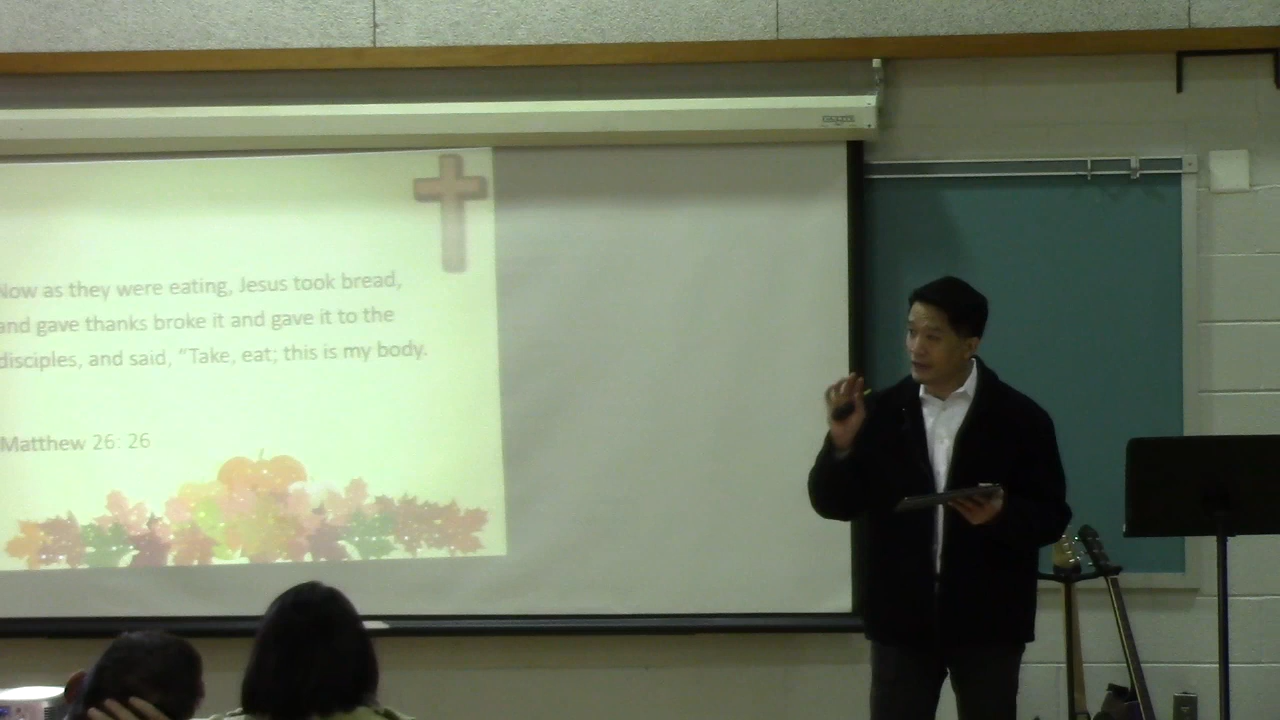 Now as they were eating, Jesus took bread,
and gave thanks broke it and gave it to the
disciples, and said, “Take, eat; this is my body.
Matthew 26: 26